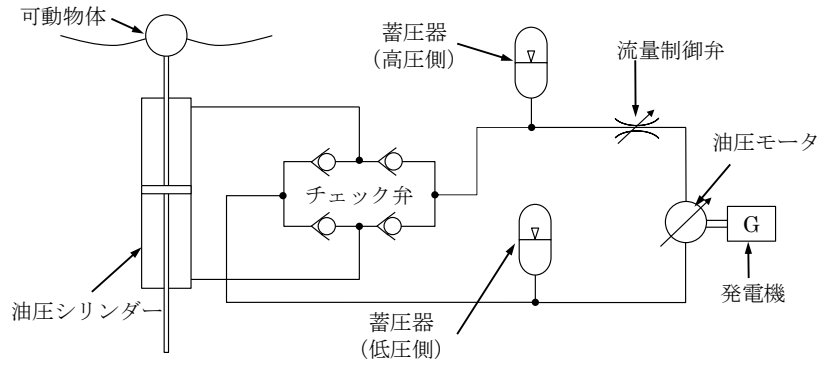 可動物体
蓄圧器
(高圧側)
流量制御弁
油圧モータ
チェック弁
G
発電機
油圧シリンダー
蓄圧器
(低圧側)